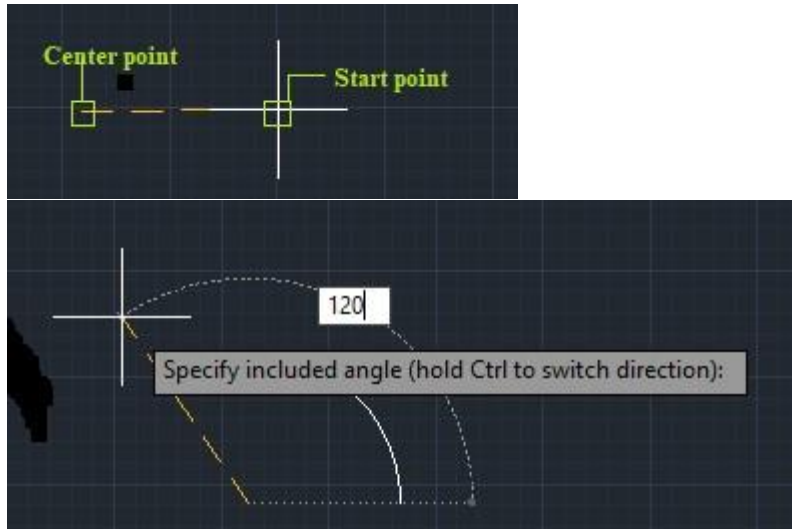 Center point
Start point
120
Specify included angle (hold Ctrl to switch direction):